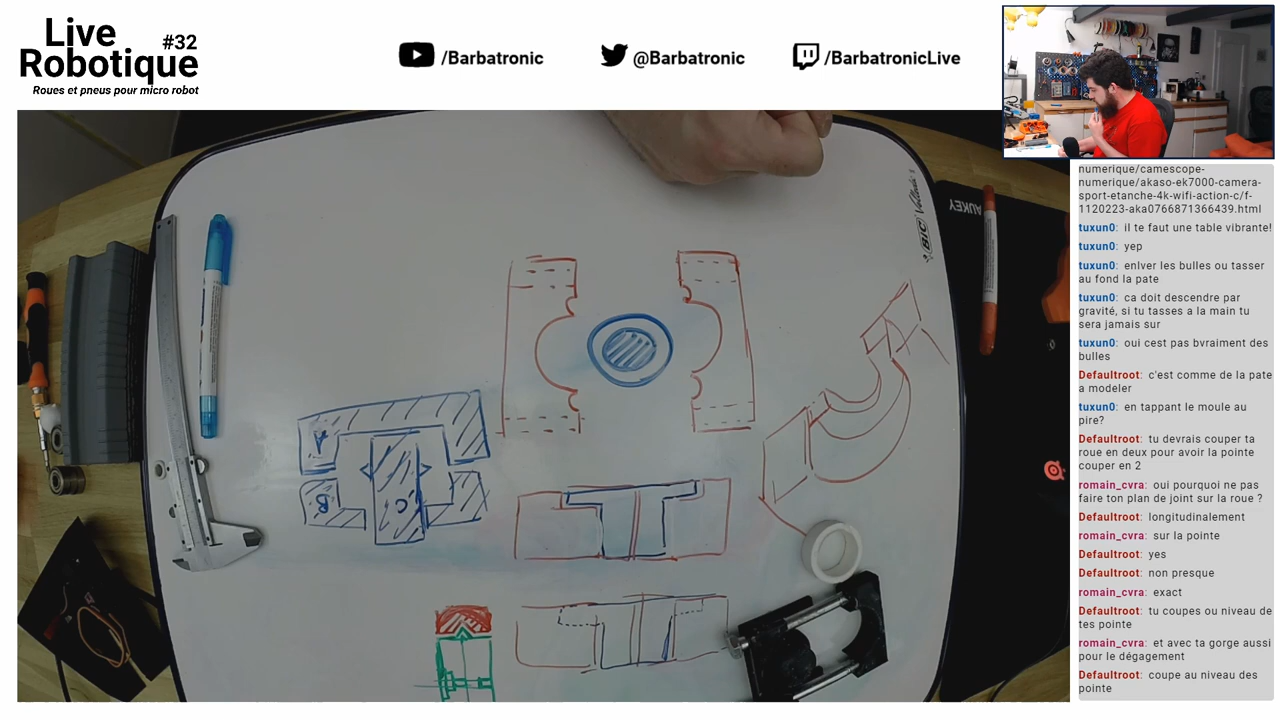 Live
Robotique #32
Roues et pneus pour micro robot
/Barbatronic
@Barbatronic
/BarbatronicLive
numerique/camescope-
numerique/akaso-ek7000-camera-
sport-etanche-4k-wifi-action-c/f-
1120223-aka0766871366439.html
tuxun0: il te faut une table vibrante!
tuxun0: yep
tuxun0: enlver les bulles ou tasser
au fond la pate
tuxun0: ca doit descendre par
gravité, si tu tasses a la main tu
sera jamais sur
tuxun0: oui cest pas bvraiment des
bulles
Defaultroot: c'est comme de la pate
a modeler
tuxun0: en tappant le moule au
pire?
Defaultroot: tu devrais couper ta
roue en deux pour avoir la pointe
couper en 2
romain_cvra: oui pourquoi ne pas
faire ton plan de joint sur la roue ?
Defaultroot: longitudinalement
romain_cvra: sur la pointe
Defaultroot: yes
Defaultroot: non presque
romain_cvra: exact
Defaultroot: tu coupes ou niveau de
tes pointe
romain_cvra: et avec ta gorge aussi
pour le dégagement
Defaultroot: coupe au niveau des
pointe
AUKEY
BIC Velleda
A
B
C